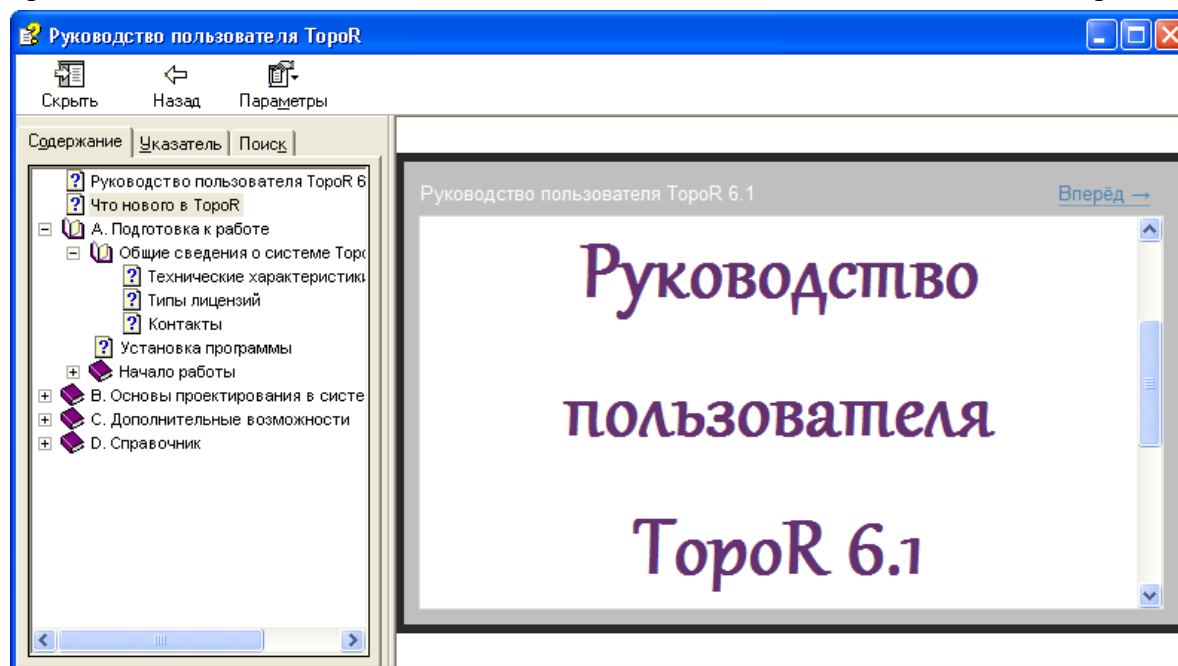 Руководство пользователя TopoR
Скрыть Назад Параметры
Содержание Указатель Поиск
Руководство пользователя TopoR 6
Что нового в TopoR
A. Подготовка к работе
Общие сведения о системе Topo
Технические характеристик
Типы лицензий
Контакты
Установка программы
Начало работы
B. Основы проектирования в систе
C. Дополнительные возможности
D. Справочник
Руководство пользователя TopoR 6.1 Вперёд →
Руководство
пользователя
TopoR 6.1